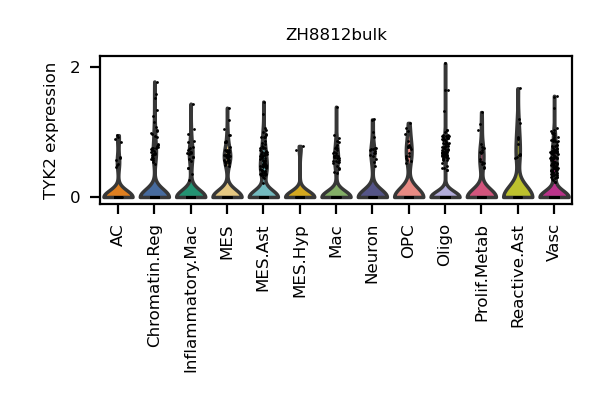 ZH8812bulk
TYK2 expression
2
0
AC
Chromatin.Reg
Inflammatory.Mac
MES
MES.Ast
MES.Hyp
Mac
Neuron
OPC
Oligo
Prolif.Metab
Reactive.Ast
Vasc